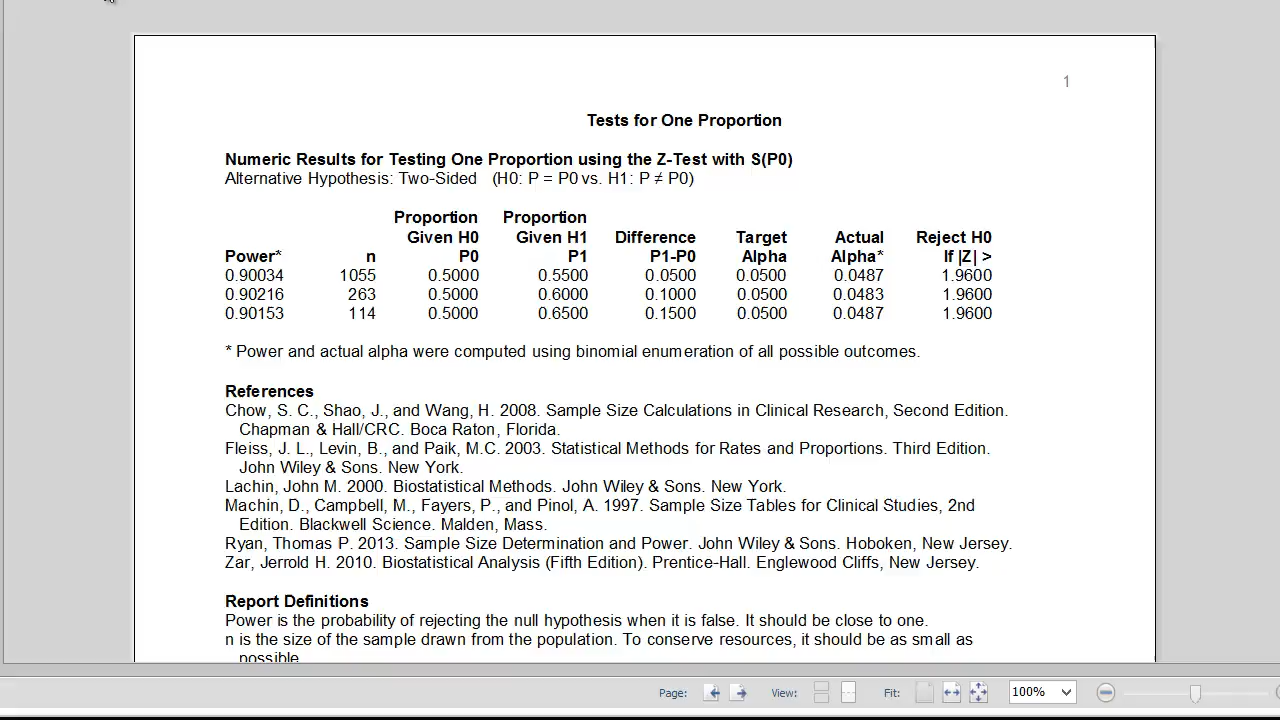 1
Tests for One Proportion
Numeric Results for Testing One Proportion using the Z-Test with S(P0)
Alternative Hypothesis: Two-Sided (H0: P = P0 vs. H1: P ≠ P0)
Proportion Proportion
Given H0 Given H1 Difference Target Actual Reject H0
Power* n P0 P1 P1-P0 Alpha Alpha* If |Z| >
0.90034 1055 0.5000 0.5500 0.0500 0.0500 0.0487 1.9600
0.90216 263 0.5000 0.6000 0.1000 0.0500 0.0483 1.9600
0.90153 114 0.5000 0.6500 0.1500 0.0500 0.0487 1.9600
* Power and actual alpha were computed using binomial enumeration of all possible outcomes.
References
Chow, S. C., Shao, J., and Wang, H. 2008. Sample Size Calculations in Clinical Research, Second Edition.
Chapman & Hall/CRC. Boca Raton, Florida.
Fleiss, J. L., Levin, B., and Paik, M.C. 2003. Statistical Methods for Rates and Proportions. Third Edition.
John Wiley & Sons. New York.
Lachin, John M. 2000. Biostatistical Methods. John Wiley & Sons. New York.
Machin, D., Campbell, M., Fayers, P., and Pinol, A. 1997. Sample Size Tables for Clinical Studies, 2nd
Edition. Blackwell Science. Malden, Mass.
Ryan, Thomas P. 2013. Sample Size Determination and Power. John Wiley & Sons. Hoboken, New Jersey.
Zar, Jerrold H. 2010. Biostatistical Analysis (Fifth Edition). Prentice-Hall. Englewood Cliffs, New Jersey.
Report Definitions
Power is the probability of rejecting the null hypothesis when it is false. It should be close to one.
n is the size of the sample drawn from the population. To conserve resources, it should be as small as
possible.
Page: View: Fit: 100%